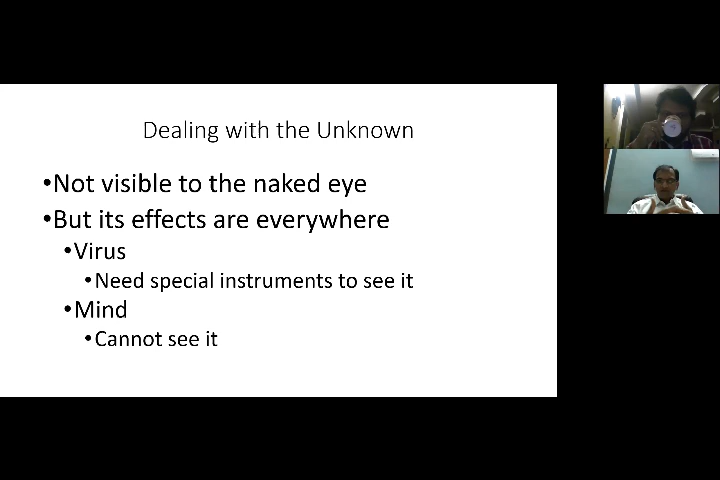 Dealing with the Unknown
•Not visible to the naked eye
•But its effects are everywhere
•Virus
•Need special instruments to see it
•Mind
•Cannot see it